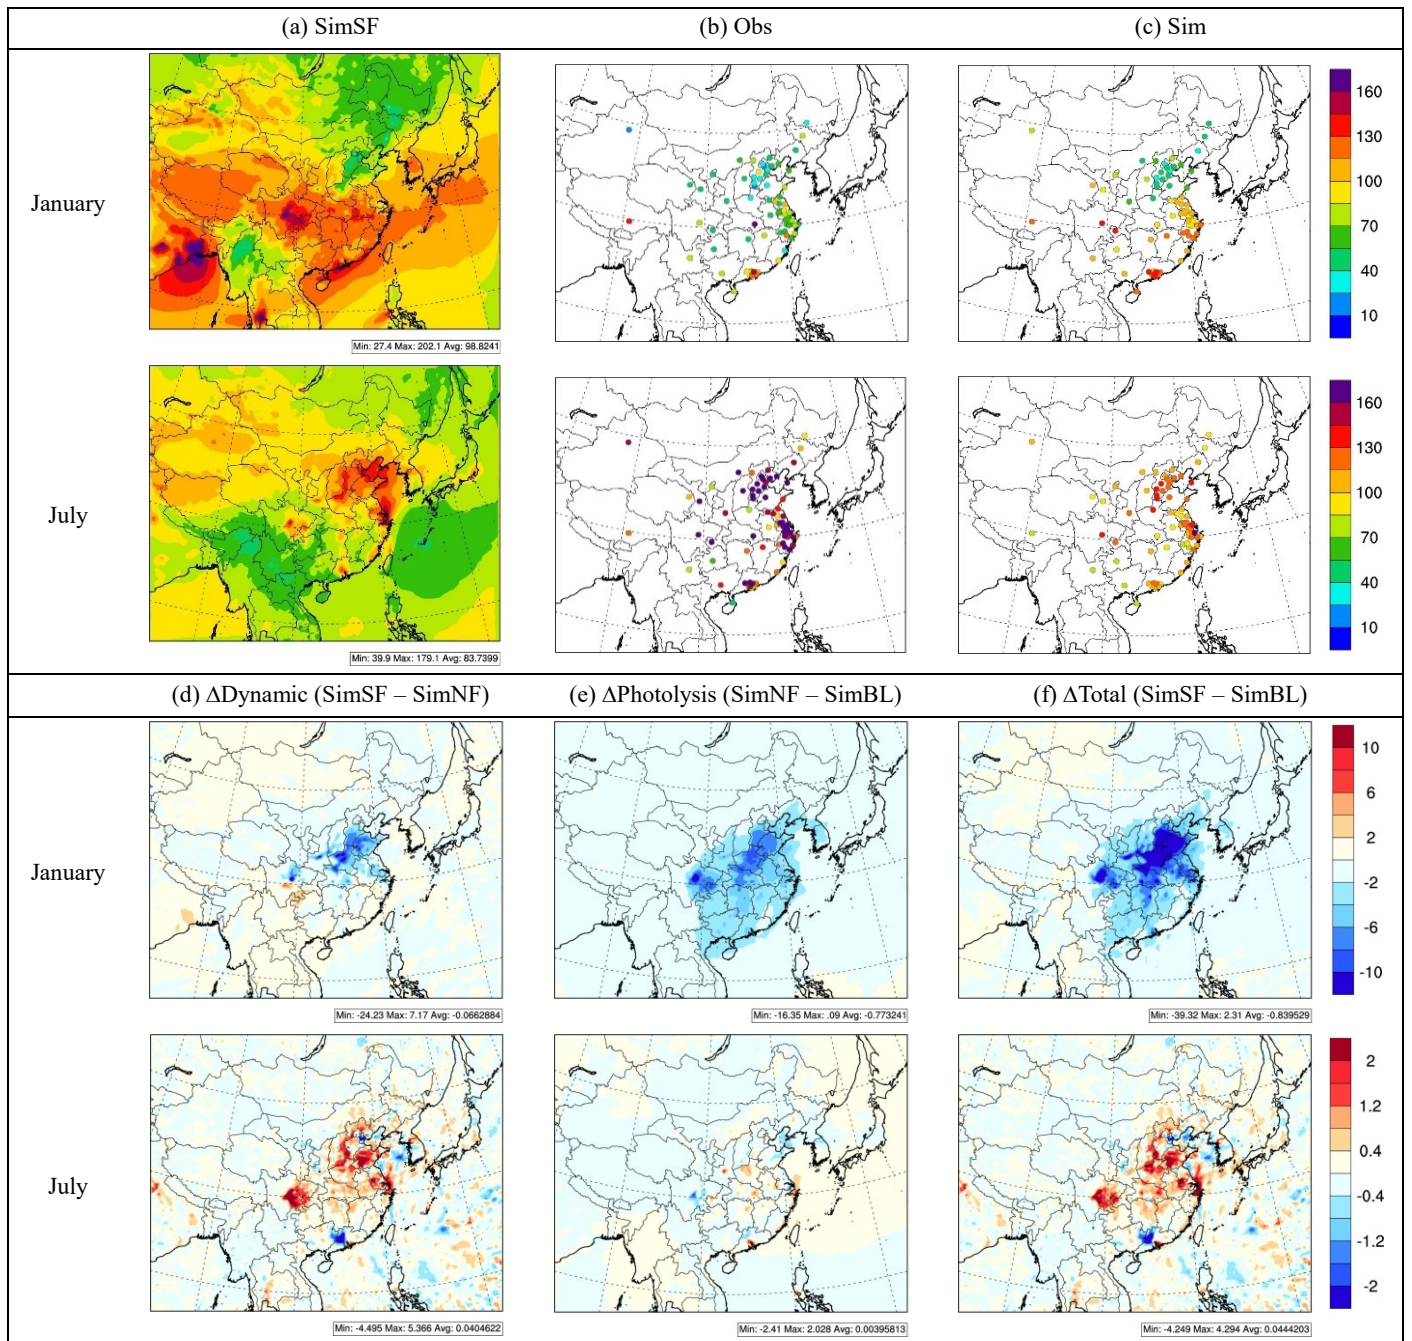 (a) SimSF
(b) Obs
(c) Sim
January
160
130
100
70
40
10
Min: 27.4 Max: 202.1 Avg: 98.8241
July
160
130
100
70
40
10
Min: 39.9 Max: 179.1 Avg: 83.7399
(d) ΔDynamic (SimSF – SimNF)
(e) ΔPhotolysis (SimNF – SimBL)
(f) ΔTotal (SimSF – SimBL)
January
10
6
2
-2
-6
-10
Min: -24.23 Max: 7.17 Avg: -0.0662884
Min: -16.35 Max: .09 Avg: -0.773241
Min: -39.32 Max: 2.31 Avg: -0.839529
July
2
1.2
0.4
-0.4
-1.2
-2
Min: -4.495 Max: 5.366 Avg: 0.0404622
Min: -2.41 Max: 2.028 Avg: 0.00395813
Min: -4.249 Max: 4.294 Avg: 0.0444203